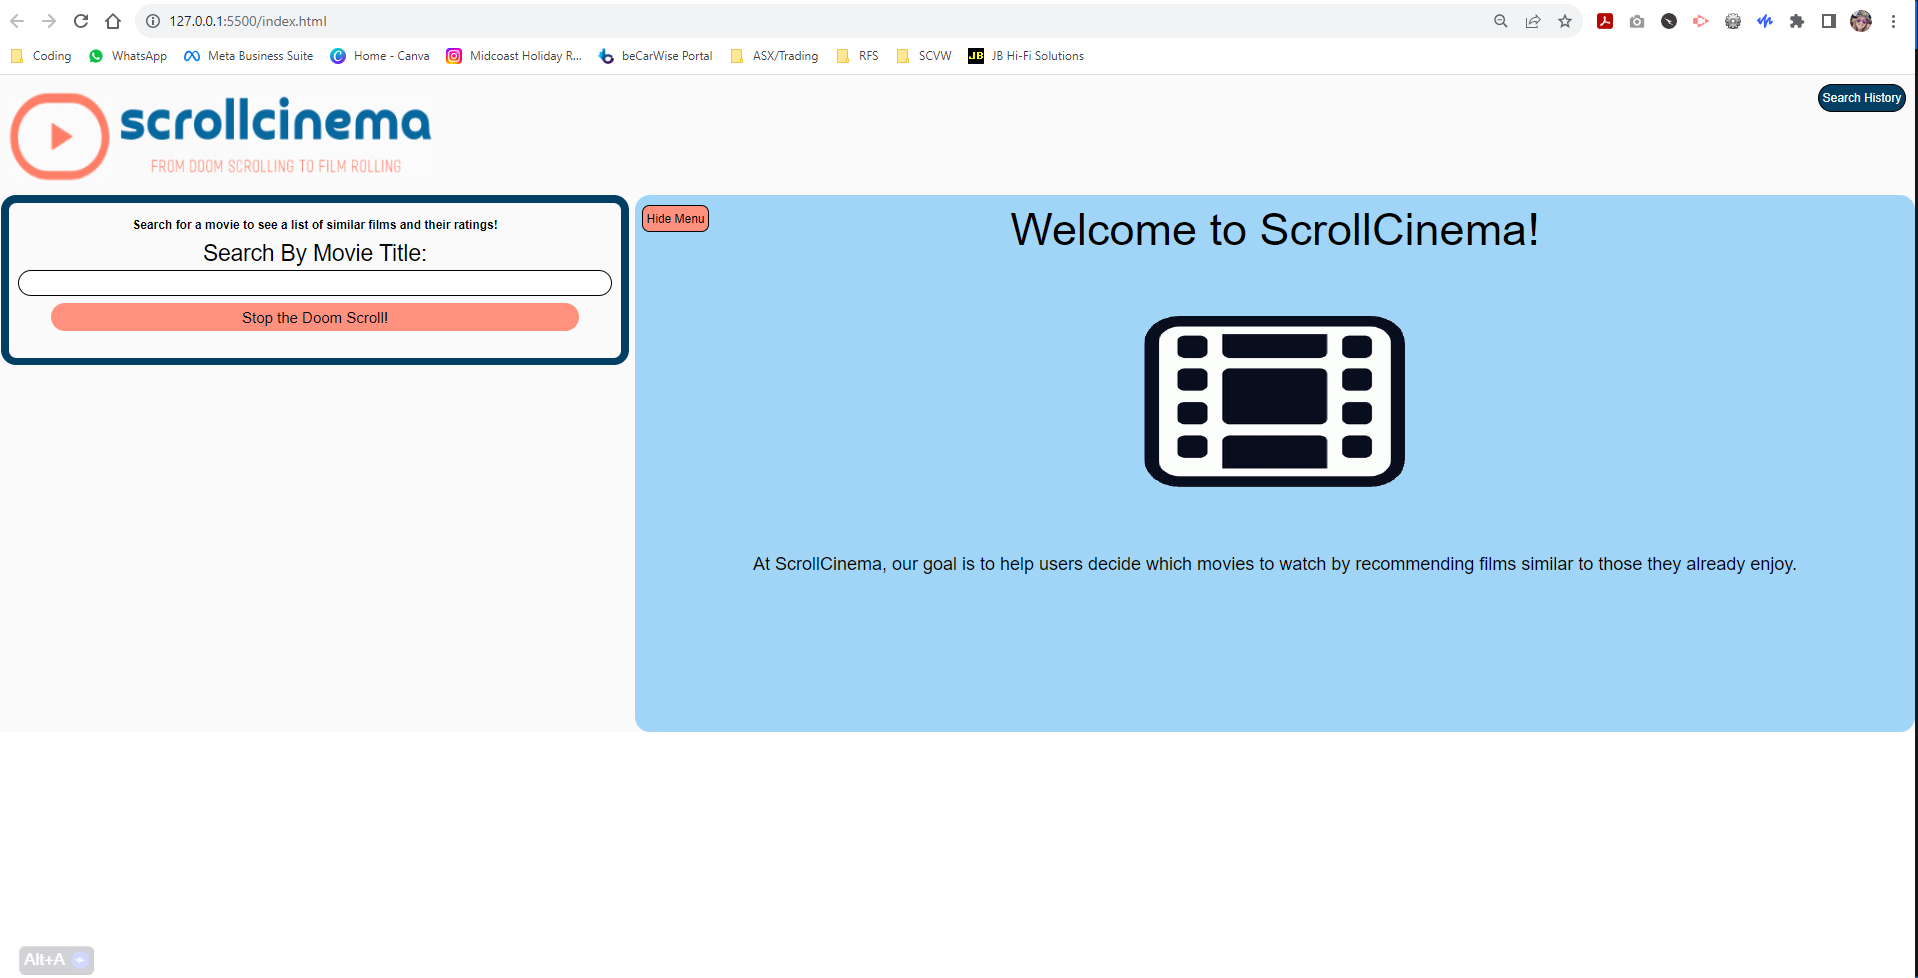 127.0.0.1:5500/index.html
Coding WhatsApp Meta Business Suite Home - Canva Midcoast Holiday R... beCarWise Portal ASX/Trading RFS SCVW JB JB Hi-Fi Solutions
scrollcinema
FROM DOOM SCROLLING TO FILM ROLLING
Search History
Search for a movie to see a list of similar films and their ratings!
Search By Movie Title:
Stop the Doom Scroll!
Hide Menu
Welcome to ScrollCinema!
At ScrollCinema, our goal is to help users decide which movies to watch by recommending films similar to those they already enjoy.
Alt+A